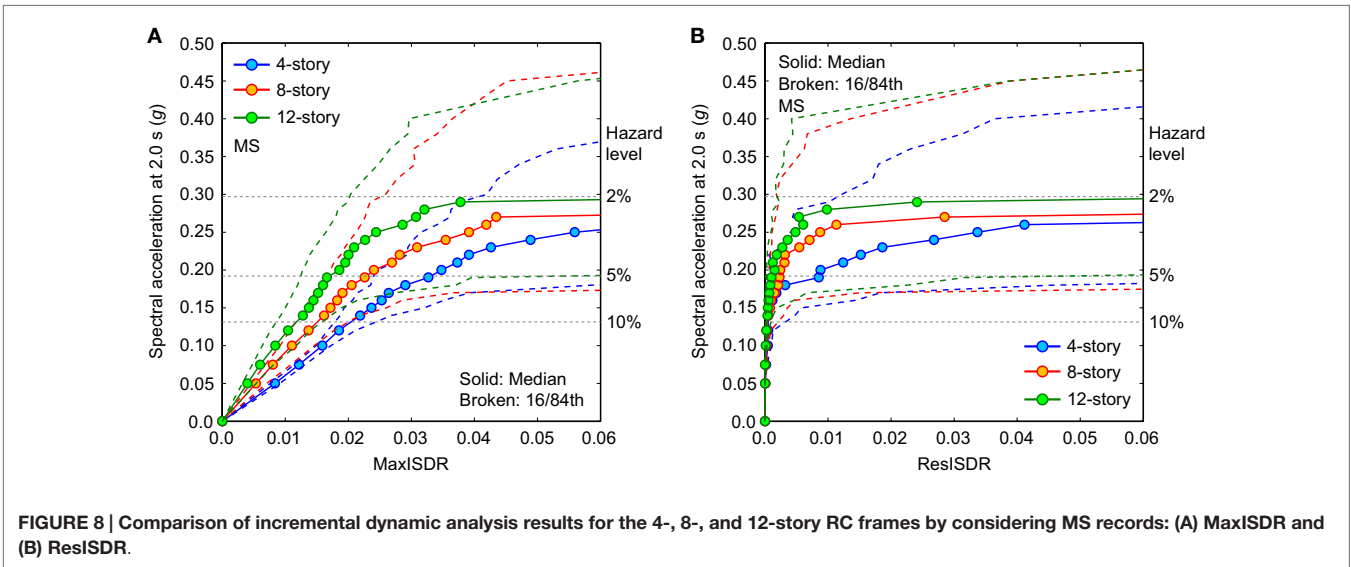 A
Spectral acceleration at 2.0 s (g)
0.50
0.45
0.40
0.35
0.30
0.25
0.20
0.15
0.10
0.05
0.0
4-story
8-story
12-story
MS
Hazard
level
2%
5%
10%
Solid: Median
Broken: 16/84th
0.0 0.01 0.02 0.03 0.04 0.05 0.06
MaxISDR
B
Spectral acceleration at 2.0 s (g)
0.50
0.45
0.40
0.35
0.30
0.25
0.20
0.15
0.10
0.05
0.0
Solid: Median
Broken: 16/84th
MS
Hazard
level
2%
5%
10%
4-story
8-story
12-story
0.0 0.01 0.02 0.03 0.04 0.05 0.06
ResISDR
FIGURE 8 | Comparison of incremental dynamic analysis results for the 4-, 8-, and 12-story RC frames by considering MS records: (A) MaxISDR and
(B) ResISDR.